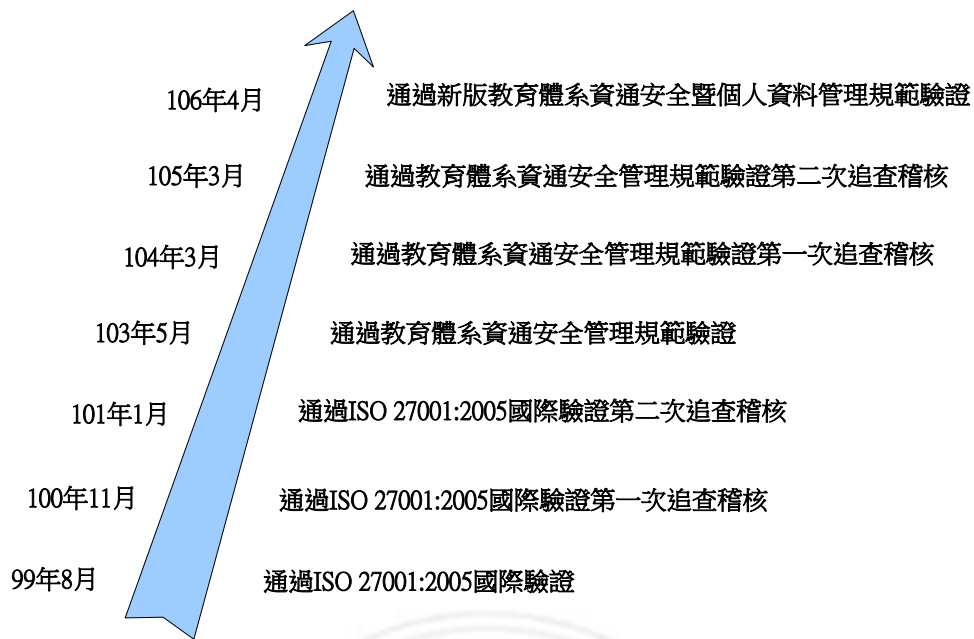 106年4月 通過新版教育體系資通安全暨個人資料管理規範驗證
105年3月 通過教育體系資通安全管理規範驗證第二次追查稽核
104年3月 通過教育體系資通安全管理規範驗證第一次追查稽核
103年5月 通過教育體系資通安全管理規範驗證
101年1月 通過ISO 27001:2005國際驗證第二次追查稽核
100年11月 通過ISO 27001:2005國際驗證第一次追查稽核
99年8月 通過ISO 27001:2005國際驗證